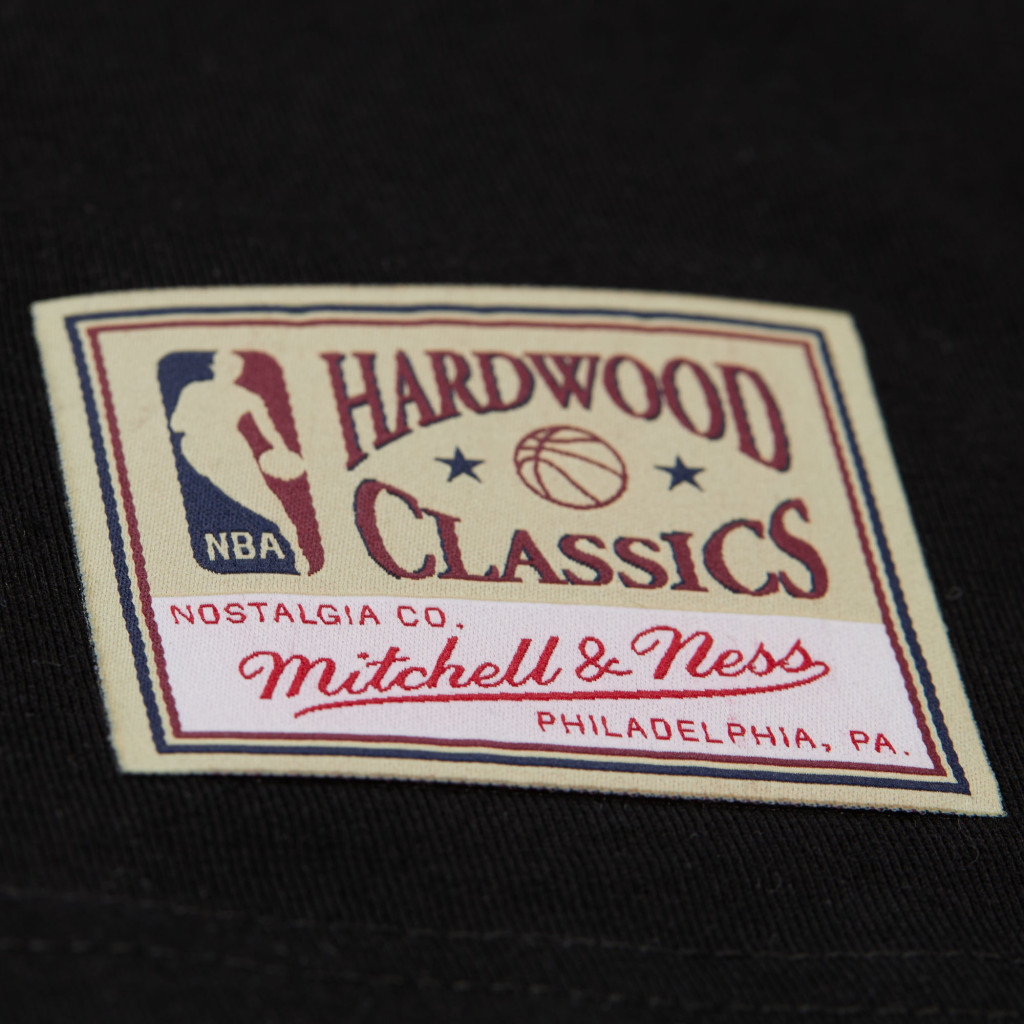 HARDWOOD
CLASSICS
NBA
NOSTALGIA CO.
Mitchell & Ness
PHILADELPHIA, PA.